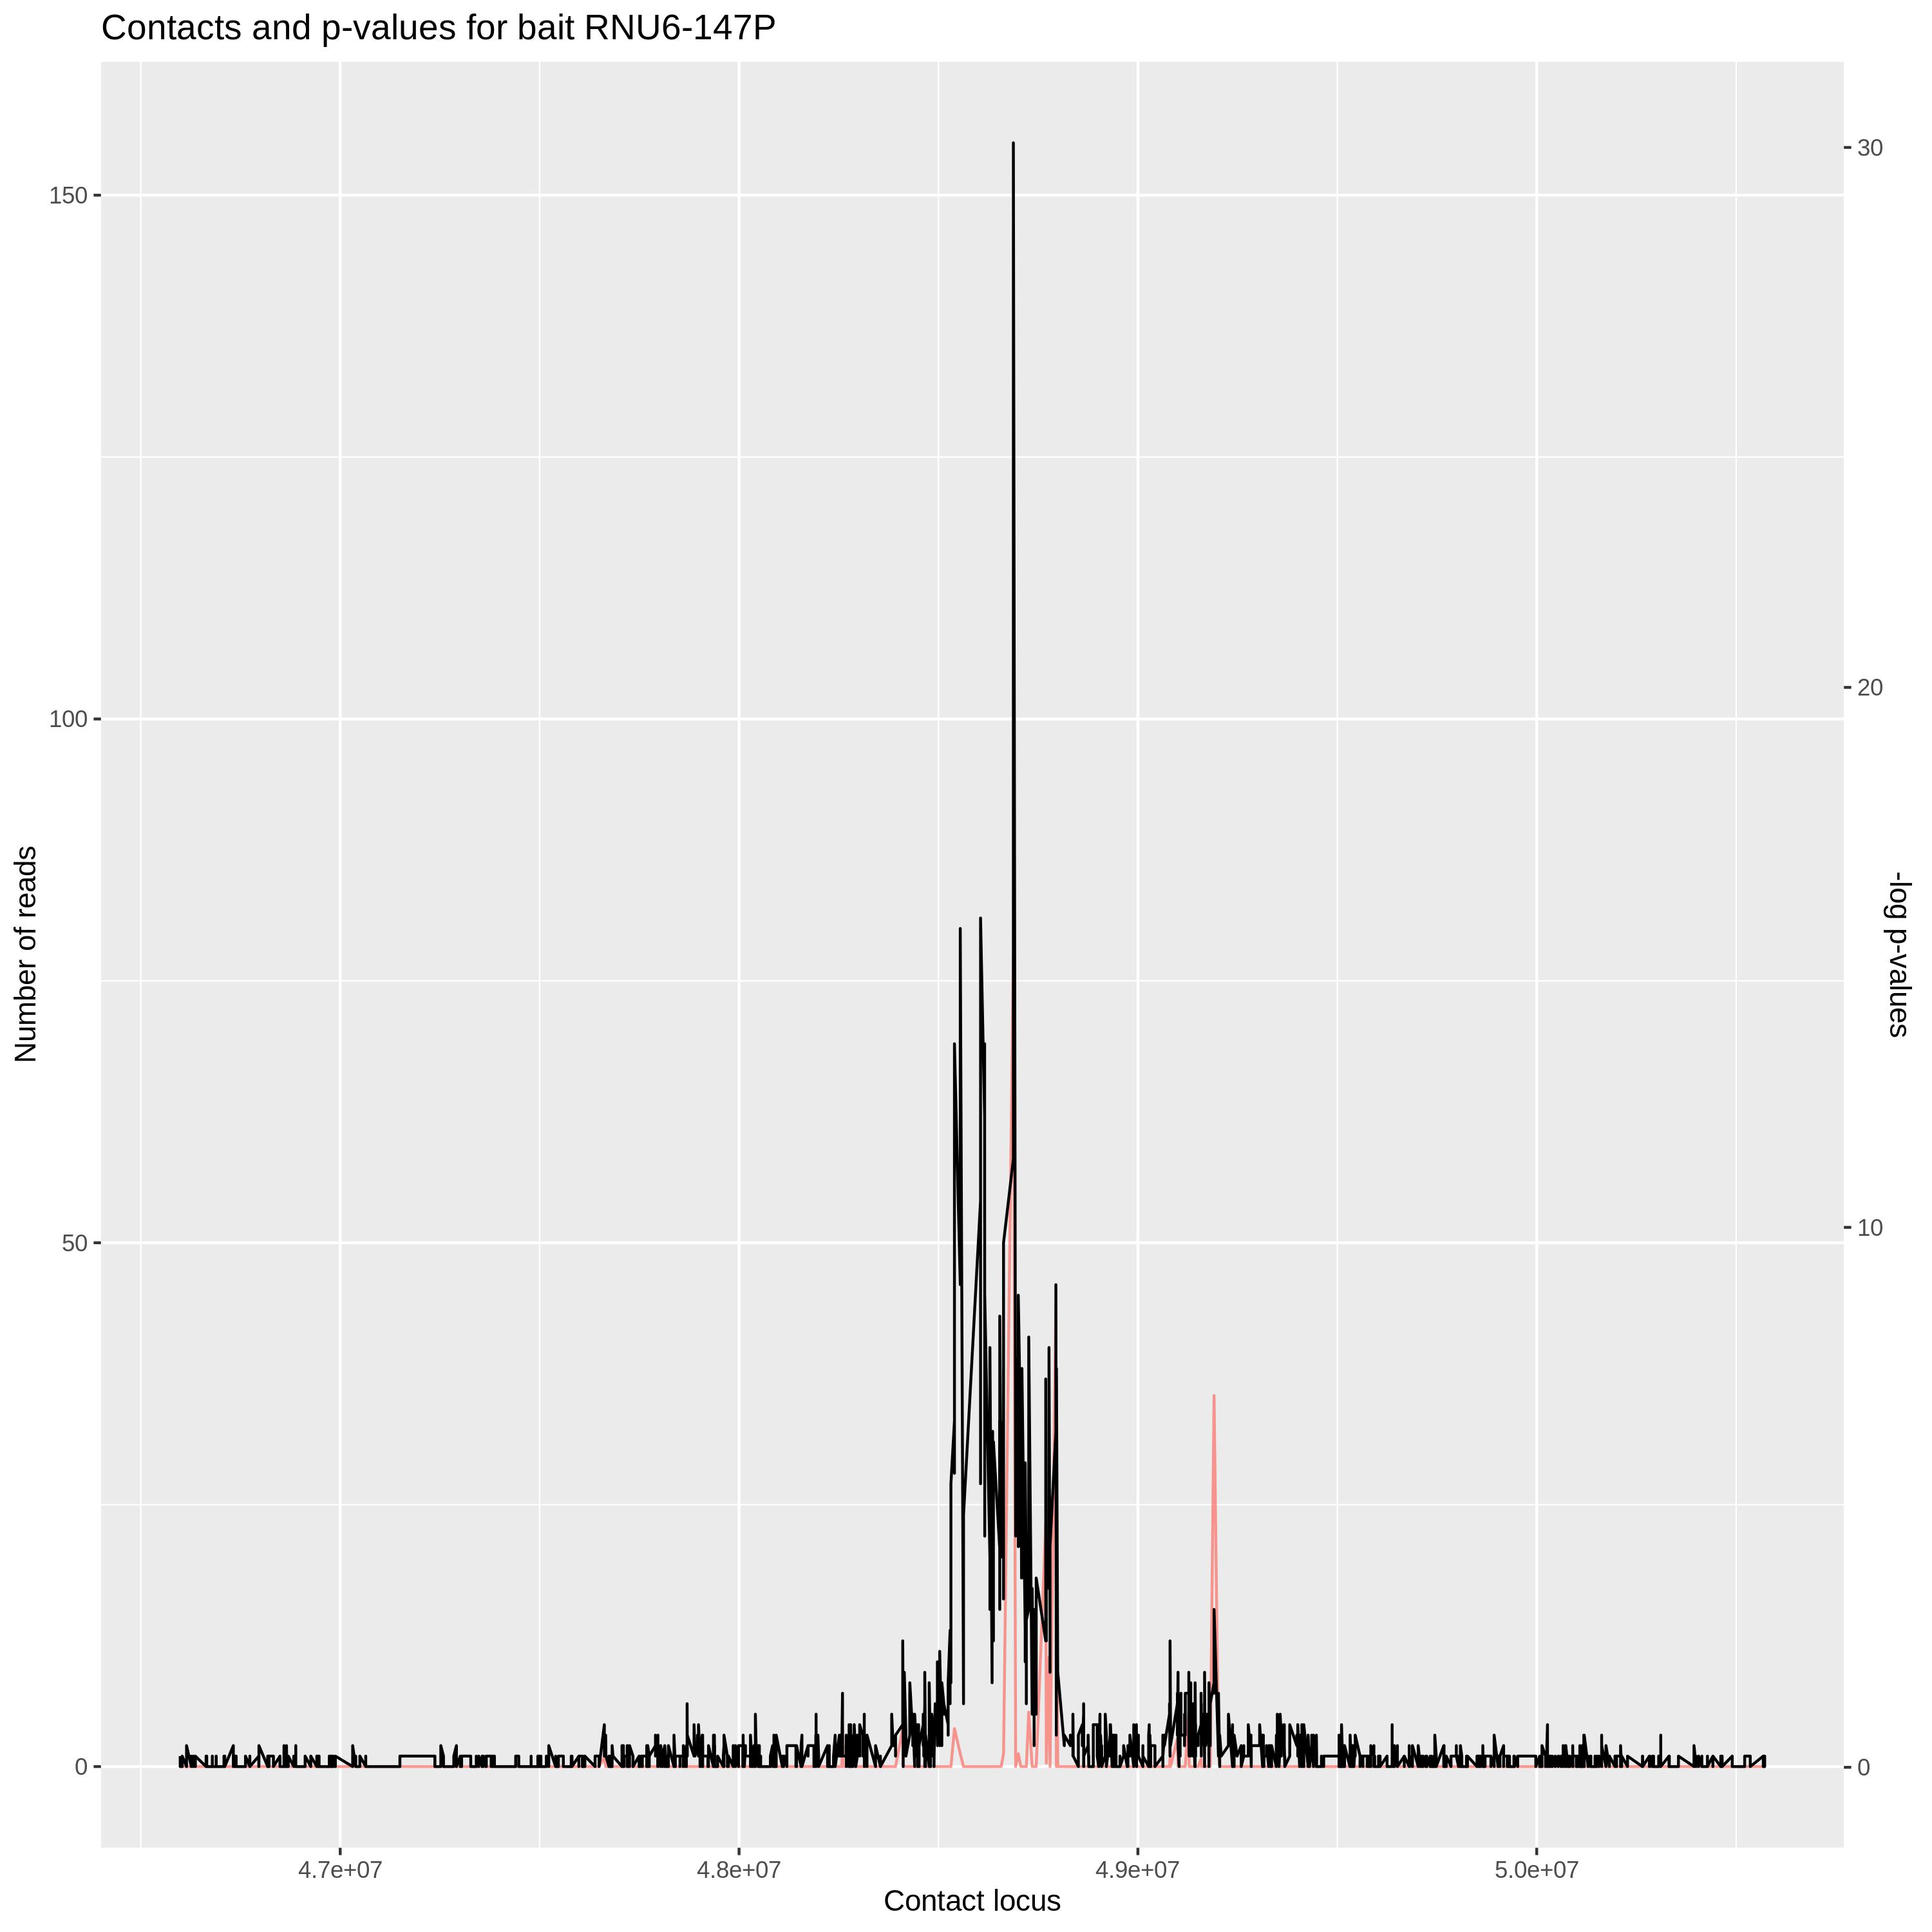 Contacts and p-values for bait RNU6-147P
150
100
50
0
30
20
10
0
Number of reads
-log p-values
4.7e+07
4.8e+07
4.9e+07
5.0e+07
Contact locus